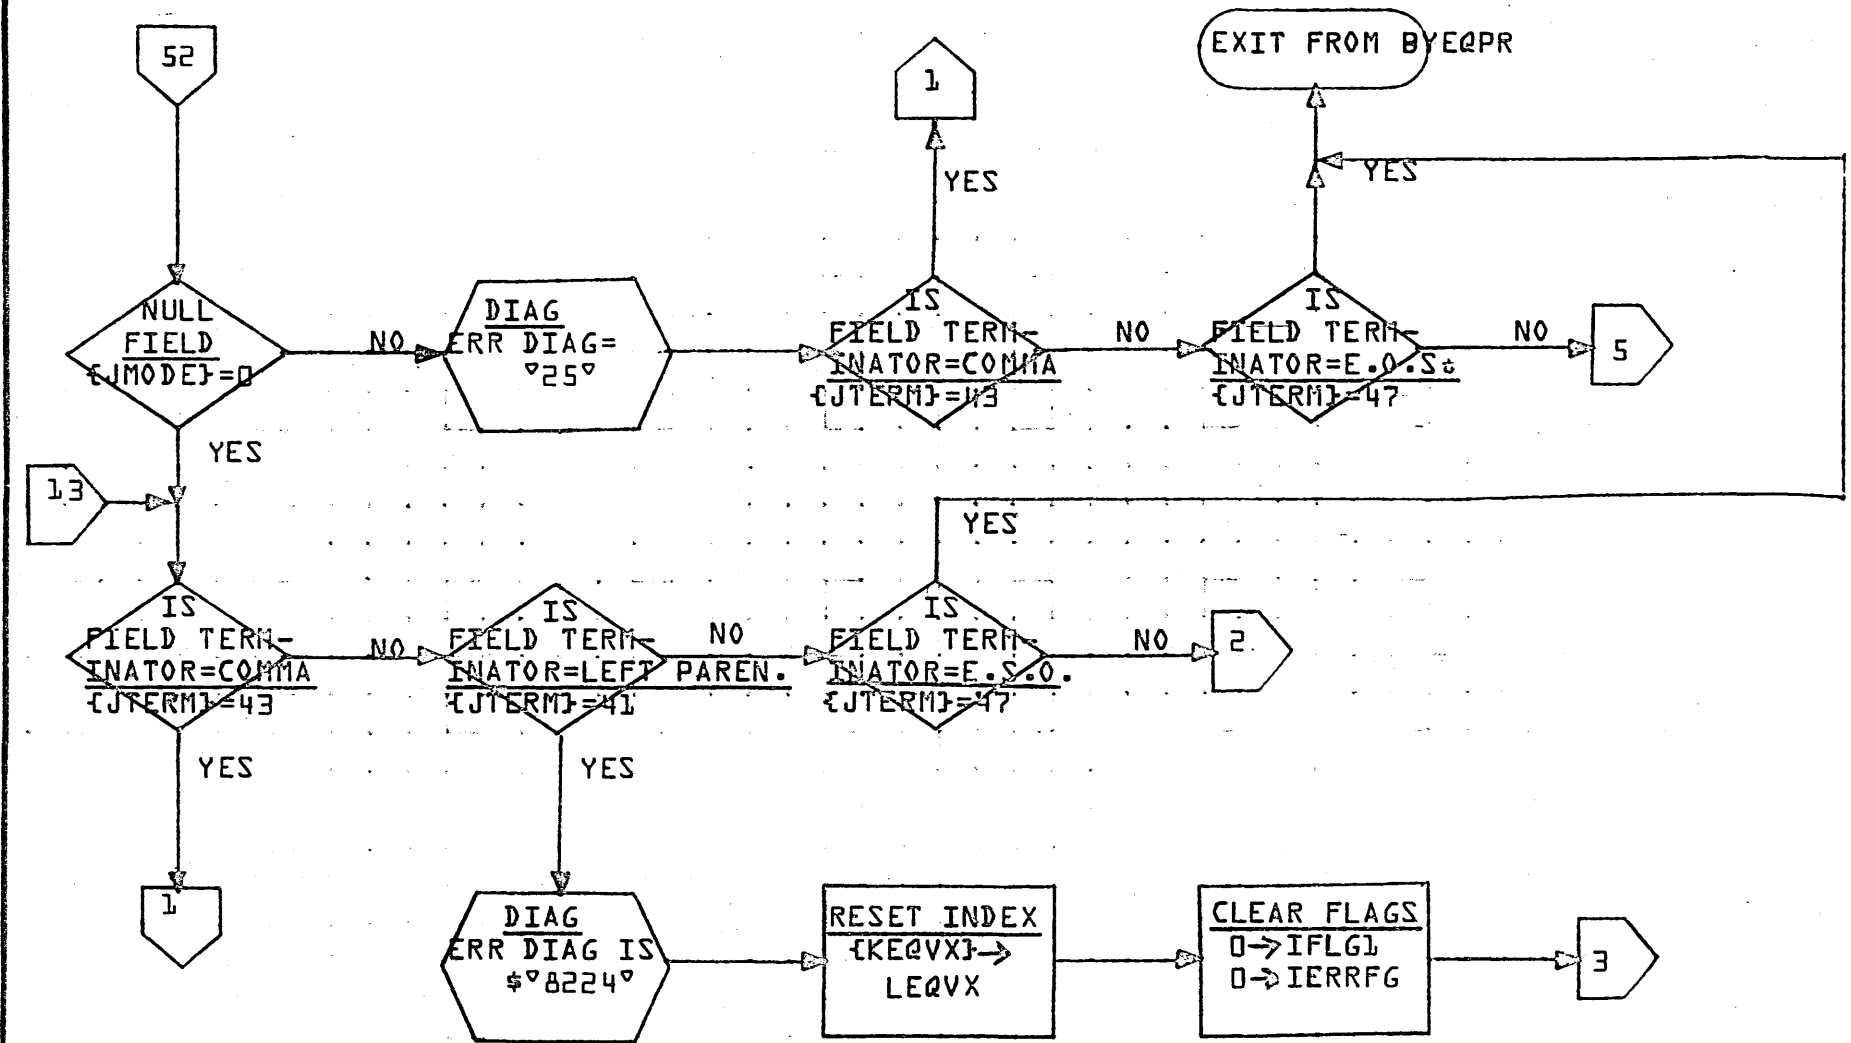 52
1
EXIT FROM BYEQPR
YES
YES
NULL
FIELD
{JMODE}=0
NO
DIAG
ERR DIAG=
▽25▽
IS
FIELD TERM-
INATOR=COMMA
{JTERM}=43
NO
IS
FIELD TERM-
INATOR=E.O.St
{JTERM}=47
NO
5
YES
13
YES
IS
FIELD TERM-
INATOR=COMMA
{JTERM}=43
NO
IS
FIELD TERM-
INATOR=LEFT PAREN.
{JTERM}=41
NO
IS
FIELD TERM-
INATOR=E.S.O.
{JTERM}=47
NO
2
YES
YES
1
DIAG
ERR DIAG IS
$▽8224▽
RESET INDEX
{KEQVX}→
LEQVX
CLEAR FLAGS
0→IFLG1
0→IERRFG
3